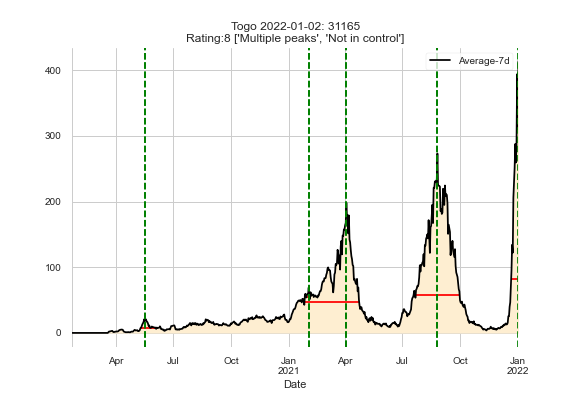 Togo 2022-01-02: 31165
Rating:8 ['Multiple peaks', 'Not in control']
Average-7d
400
300
200
100
0
Apr Jul Oct Jan Apr Jul Oct Jan
2021 2022
Date